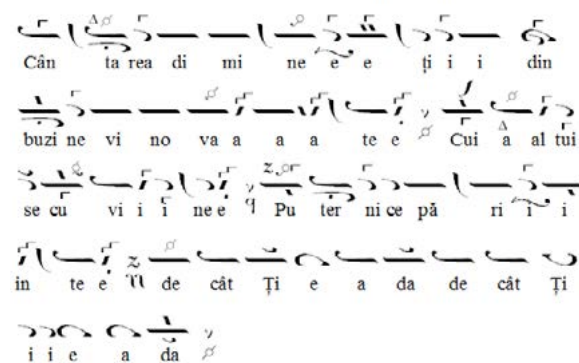 Cân ta rea di mi ne e e ți i i din
buzi ne vi no va a a a te e Cui a al tui
se cu vi i i ne e Pu ter ni ce pă ri i i
in te e de cât Ți e a da de cât Ți
i i e a da